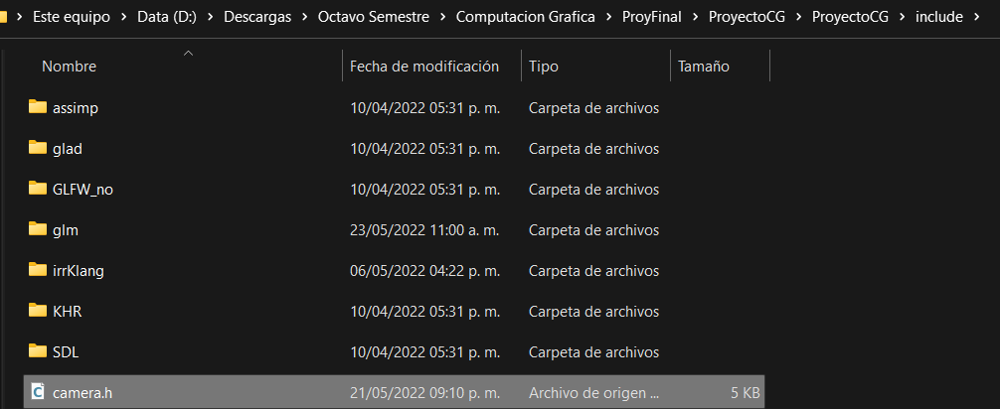 Este equipo > Data (D:) > Descargas > Octavo Semestre > Computacion Grafica > ProyFinal > ProyectoCG > ProyectoCG > include >
Nombre Fecha de modificación Tipo Tamaño
assimp 10/04/2022 05:31 p. m. Carpeta de archivos
glad 10/04/2022 05:31 p. m. Carpeta de archivos
GLFW_no 10/04/2022 05:31 p. m. Carpeta de archivos
glm 23/05/2022 11:00 a. m. Carpeta de archivos
irrKlang 06/05/2022 04:22 p. m. Carpeta de archivos
KHR 10/04/2022 05:31 p. m. Carpeta de archivos
SDL 10/04/2022 05:31 p. m. Carpeta de archivos
camera.h 21/05/2022 09:10 p. m. Archivo de origen ... 5 KB